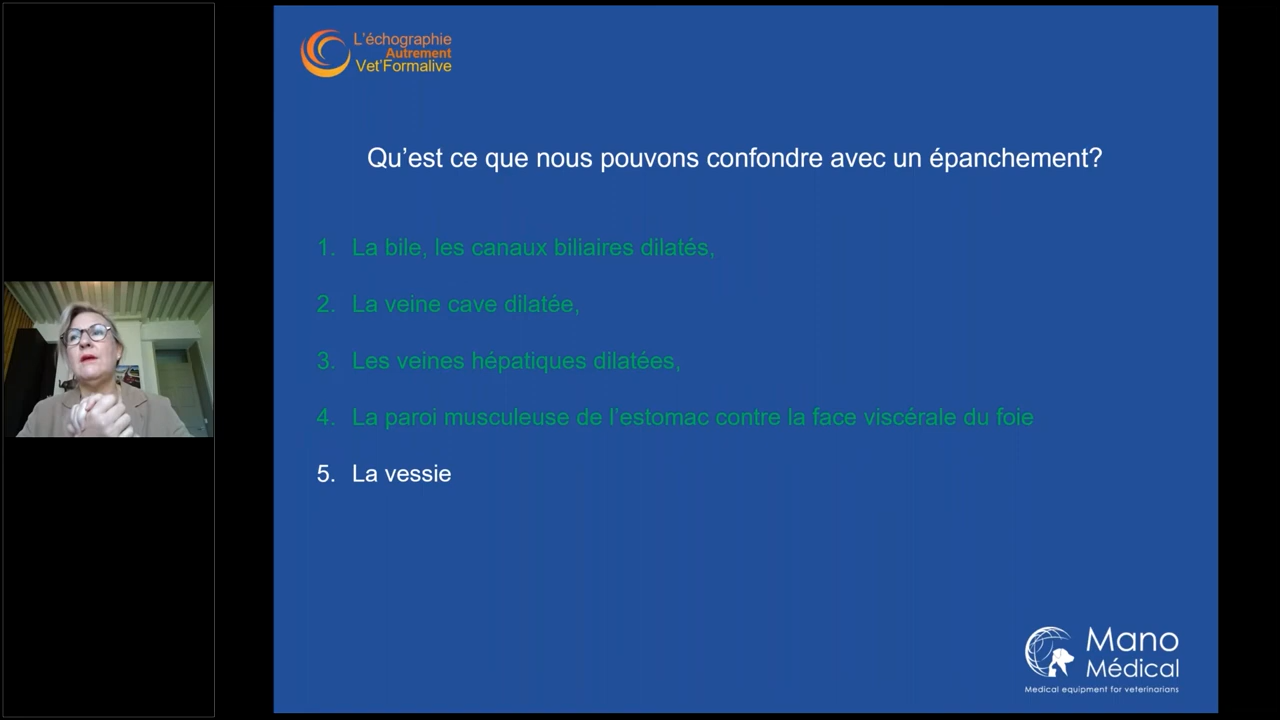 L'échographie
Autrement
Vet'Formalive
Qu'est ce que nous pouvons confondre avec un épanchement?
1. La bile, les canaux biliaires dilatés,
2. La veine cave dilatée,
3. Les veines hépatiques dilatées,
4. La paroi musculeuse de l'estomac contre la face viscérale du foie
5. La vessie
Mano
Médical
Medical equipment for veterinarians